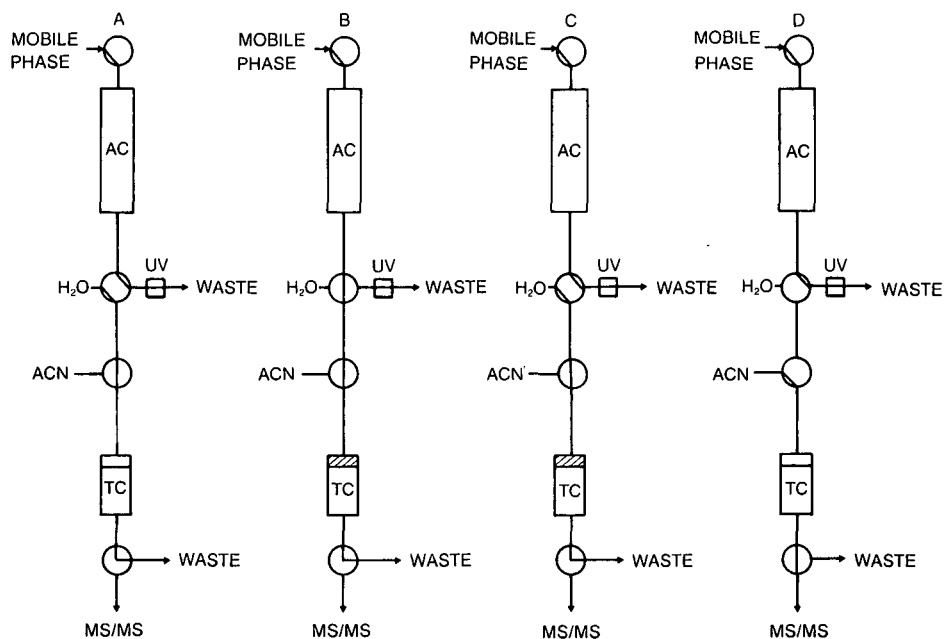 A B C D
MOBILE PHASE MOBILE PHASE MOBILE PHASE MOBILE PHASE
AC AC AC AC
H₂O UV WASTE H₂O UV WASTE H₂O UV WASTE H₂O UV WASTE
ACN ACN ACN ACN
TC TC TC TC
WASTE WASTE WASTE WASTE
MS/MS MS/MS MS/MS MS/MS